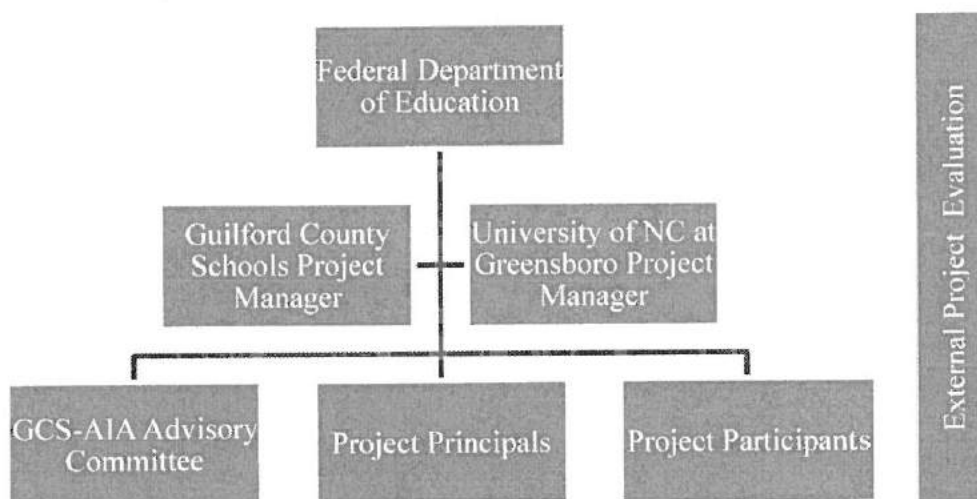 Federal Department
of Education
Guilford County
Schools Project
Manager
University of NC at
Greensboro Project
Manager
GCS-AIA Advisory
Committee
Project Principals
Project Participants
External Project Evaluation